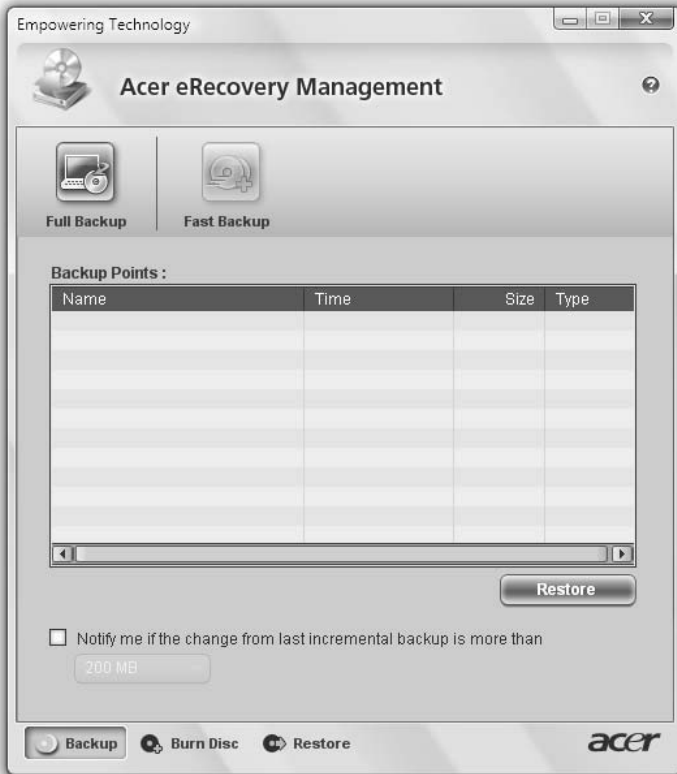 Empowering Technology
Acer eRecovery Management
Full Backup
Fast Backup
Backup Points :
Name Time Size Type
Restore
Notify me if the change from last incremental backup is more than
200 MB
Backup Burn Disc Restore
acer